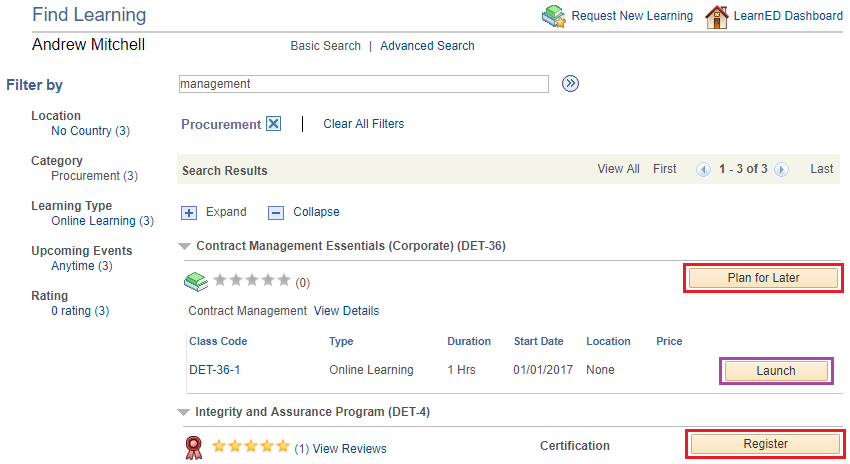 Find Learning
Request New Learning
LearnED Dashboard
Andrew Mitchell
Basic Search | Advanced Search
Filter by
management
Location
No Country (3)
Procurement
Clear All Filters
Category
Procurement (3)
Search Results
View All First 1 - 3 of 3 Last
Learning Type
Online Learning (3)
Expand Collapse
Upcoming Events
Anytime (3)
Contract Management Essentials (Corporate) (DET-36)
Rating
0 rating (3)
(0)
Plan for Later
Contract Management View Details
Class Code Type Duration Start Date Location Price
DET-36-1 Online Learning 1 Hrs 01/01/2017 None Launch
Integrity and Assurance Program (DET-4)
(1) View Reviews Certification Register